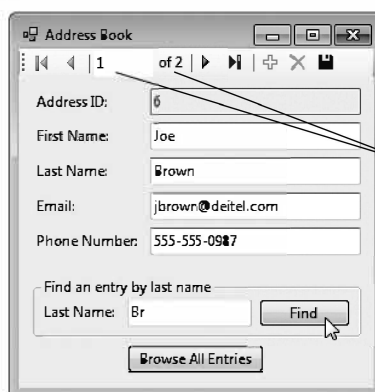 Address Book
1 of 2
Address ID: 6
First Name: Joe
Last Name: Brown
Email: jbrown@deitel.com
Phone Number: 555-555-0987
Find an entry by last name
Last Name: Br Find
Browse All Entries